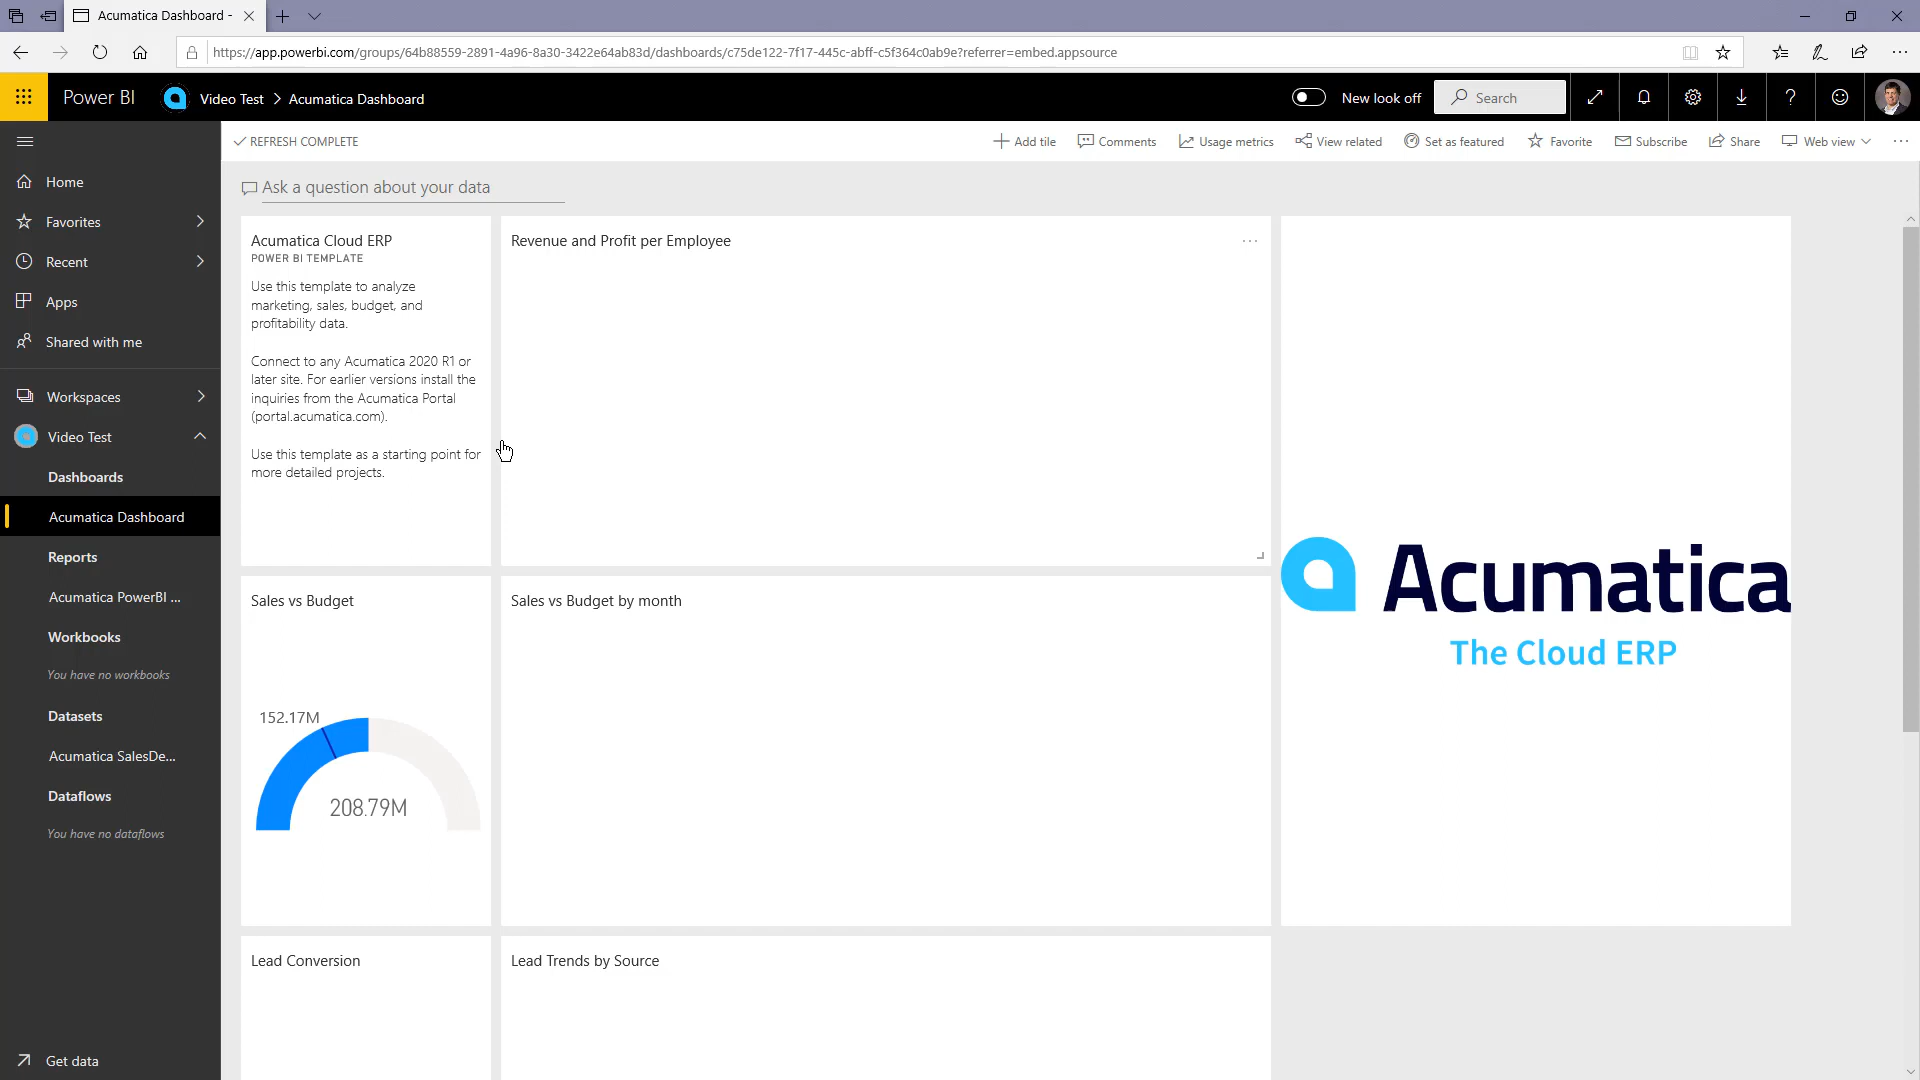 Acumatica Dashboard -
https://app.powerbi.com/groups/64b88559-2891-4a96-8a30-3422e64ab83d/dashboards/c75de122-7f17-445c-abff-c5f364c0ab9e?referrer=embed.appsource
Power BI
Video Test > Acumatica Dashboard
New look off
Search
REFRESH COMPLETE
Add tile
Comments
Usage metrics
View related
Set as featured
Favorite
Subscribe
Share
Web view
Home
Favorites
Recent
Apps
Shared with me
Workspaces
Video Test
Dashboards
Acumatica Dashboard
Reports
Acumatica PowerBI ...
Workbooks
You have no workbooks
Datasets
Acumatica SalesDe...
Dataflows
You have no dataflows
Get data
Ask a question about your data
Acumatica Cloud ERP
POWER BI TEMPLATE
Use this template to analyze
marketing, sales, budget, and
profitability data.
Connect to any Acumatica 2020 R1 or
later site. For earlier versions install the
inquiries from the Acumatica Portal
(portal.acumatica.com).
Use this template as a starting point for
more detailed projects.
Revenue and Profit per Employee
Acumatica
The Cloud ERP
Sales vs Budget
152.17M
208.79M
Sales vs Budget by month
Lead Conversion
Lead Trends by Source